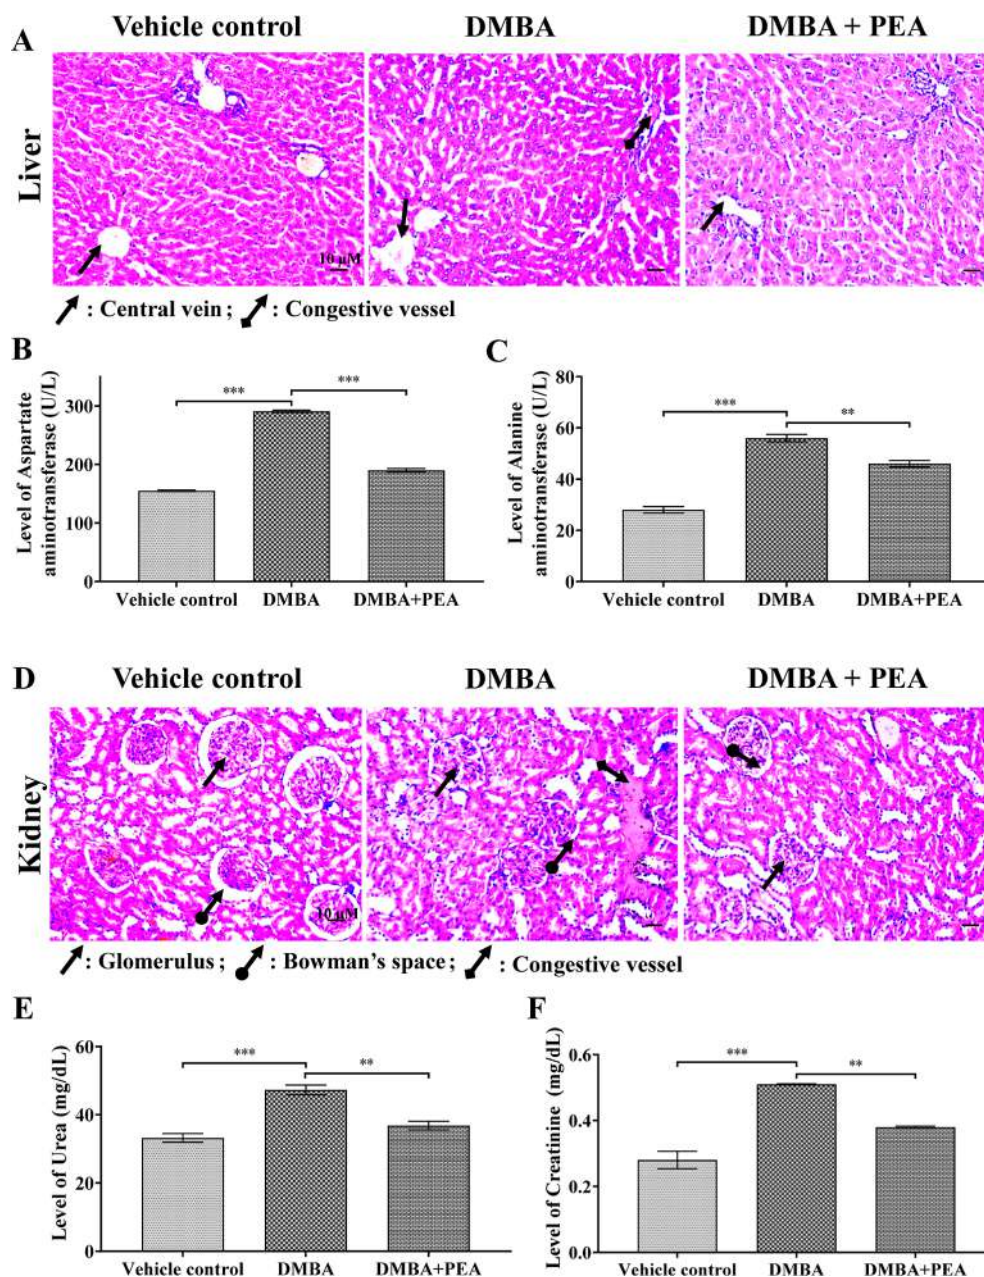 A
Vehicle control
DMBA
DMBA + PEA
Liver
10 μM
: Central vein ; : Congestive vessel
B
Level of Aspartate
aminotransferase (U/L)
300
200
100
0
***
***
Vehicle control
DMBA
DMBA+PEA
C
Level of Alanine
aminotransferase (U/L)
80
60
40
20
0
***
**
Vehicle control
DMBA
DMBA+PEA
D
Vehicle control
DMBA
DMBA + PEA
Kidney
10 μM
: Glomerulus ; : Bowman's space ; : Congestive vessel
E
Level of Urea (mg/dL)
60
40
20
0
***
**
Vehicle control
DMBA
DMBA+PEA
F
Level of Creatinine (mg/dL)
0.6
0.4
0.2
0.0
***
**
Vehicle control
DMBA
DMBA+PEA